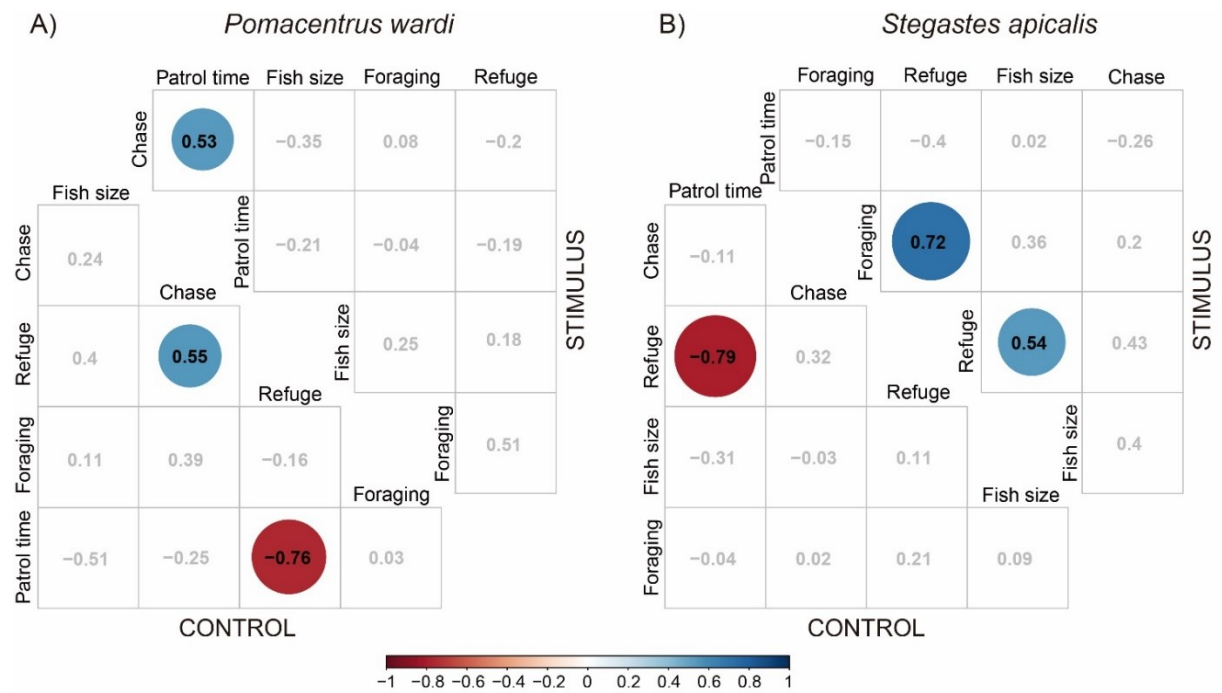 A) Pomacentrus wardi
Patrol time Fish size Foraging Refuge
Chase 0.53 −0.35 0.08 −0.2
Fish size
Chase 0.24
Patrol time −0.21 −0.04 −0.19
Chase
Refuge 0.4 0.55
Fish size 0.25 0.18
Refuge
Foraging 0.11 0.39 −0.16
Foraging 0.51
Foraging
Patrol time −0.51 −0.25 −0.76 0.03
CONTROL
STIMULUS
B) Stegastes apicalis
Foraging Refuge Fish size Chase
Patrol time −0.15 −0.4 0.02 −0.26
Patrol time
Chase −0.11
Foraging 0.72 0.36 0.2
Chase
Refuge −0.79 0.32
Refuge 0.54 0.43
Refuge
Fish size −0.31 −0.03 0.11
Fish size 0.4
Fish size
Foraging −0.04 0.02 0.21 0.09
CONTROL
STIMULUS
−1 −0.8 −0.6 −0.4 −0.2 0 0.2 0.4 0.6 0.8 1